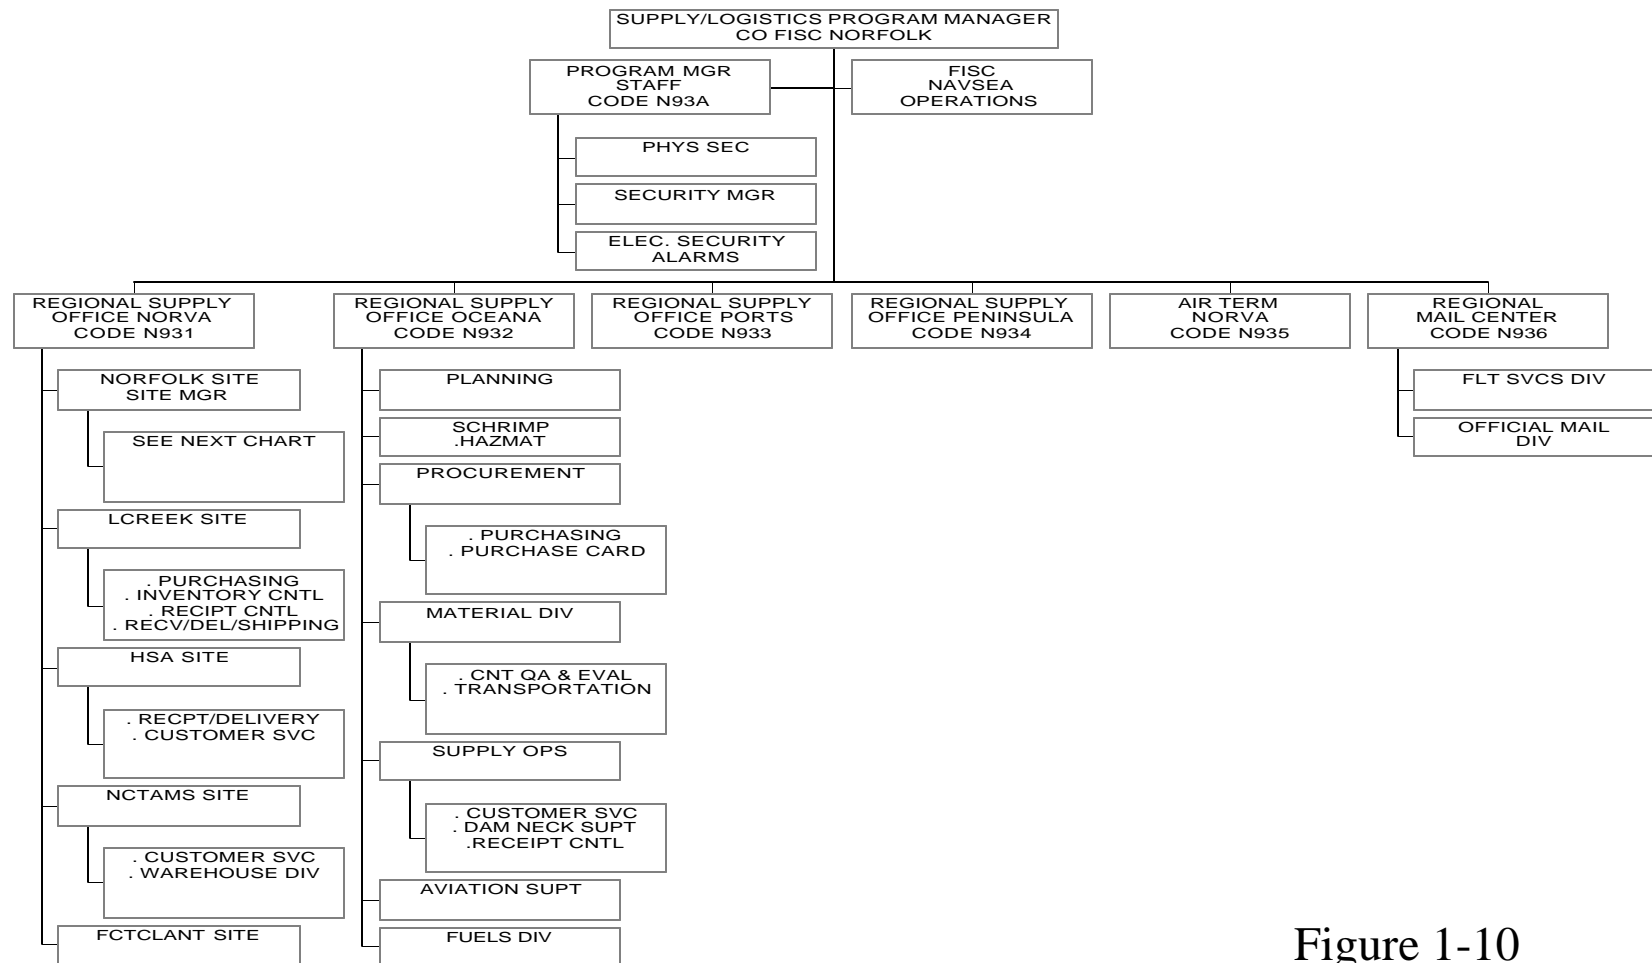 SUPPLY/LOGISTICS PROGRAM MANAGER
CO FISC NORFOLK
PROGRAM MGR
STAFF
CODE N93A
FISC
NAVSEA
OPERATIONS
PHYS SEC
SECURITY MGR
ELEC. SECURITY
ALARMS
REGIONAL SUPPLY
OFFICE NORVA
CODE N931
NORFOLK SITE
SITE MGR
SEE NEXT CHART
LCREEK SITE
. PURCHASING
. INVENTORY CNTL
. RECIPT CNTL
. RECV/DEL/SHIPPING
HSA SITE
. RECPT/DELIVERY
. CUSTOMER SVC
NCTAMS SITE
. CUSTOMER SVC
. WAREHOUSE DIV
FCTCLANT SITE
REGIONAL SUPPLY
OFFICE OCEANA
CODE N932
PLANNING
SCHRIMP
.HAZMAT
PROCUREMENT
. PURCHASING
. PURCHASE CARD
MATERIAL DIV
. CNT QA & EVAL
. TRANSPORTATION
SUPPLY OPS
. CUSTOMER SVC
. DAM NECK SUPT
.RECEIPT CNTL
AVIATION SUPT
FUELS DIV
REGIONAL SUPPLY
OFFICE PORTS
CODE N933
REGIONAL SUPPLY
OFFICE PENINSULA
CODE N934
AIR TERM
NORVA
CODE N935
REGIONAL
MAIL CENTER
CODE N936
FLT SVCS DIV
OFFICIAL MAIL
DIV
Figure 1-10